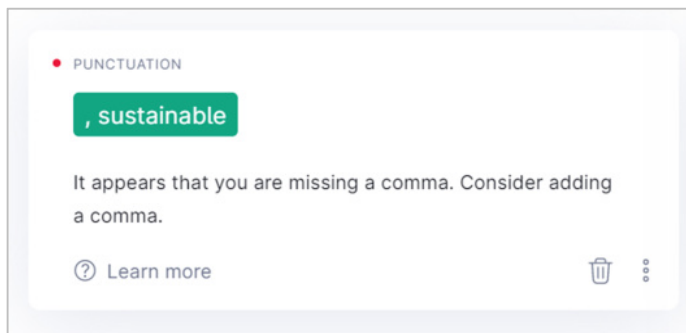 PUNCTUATION
, sustainable
It appears that you are missing a comma. Consider adding
a comma.
Learn more